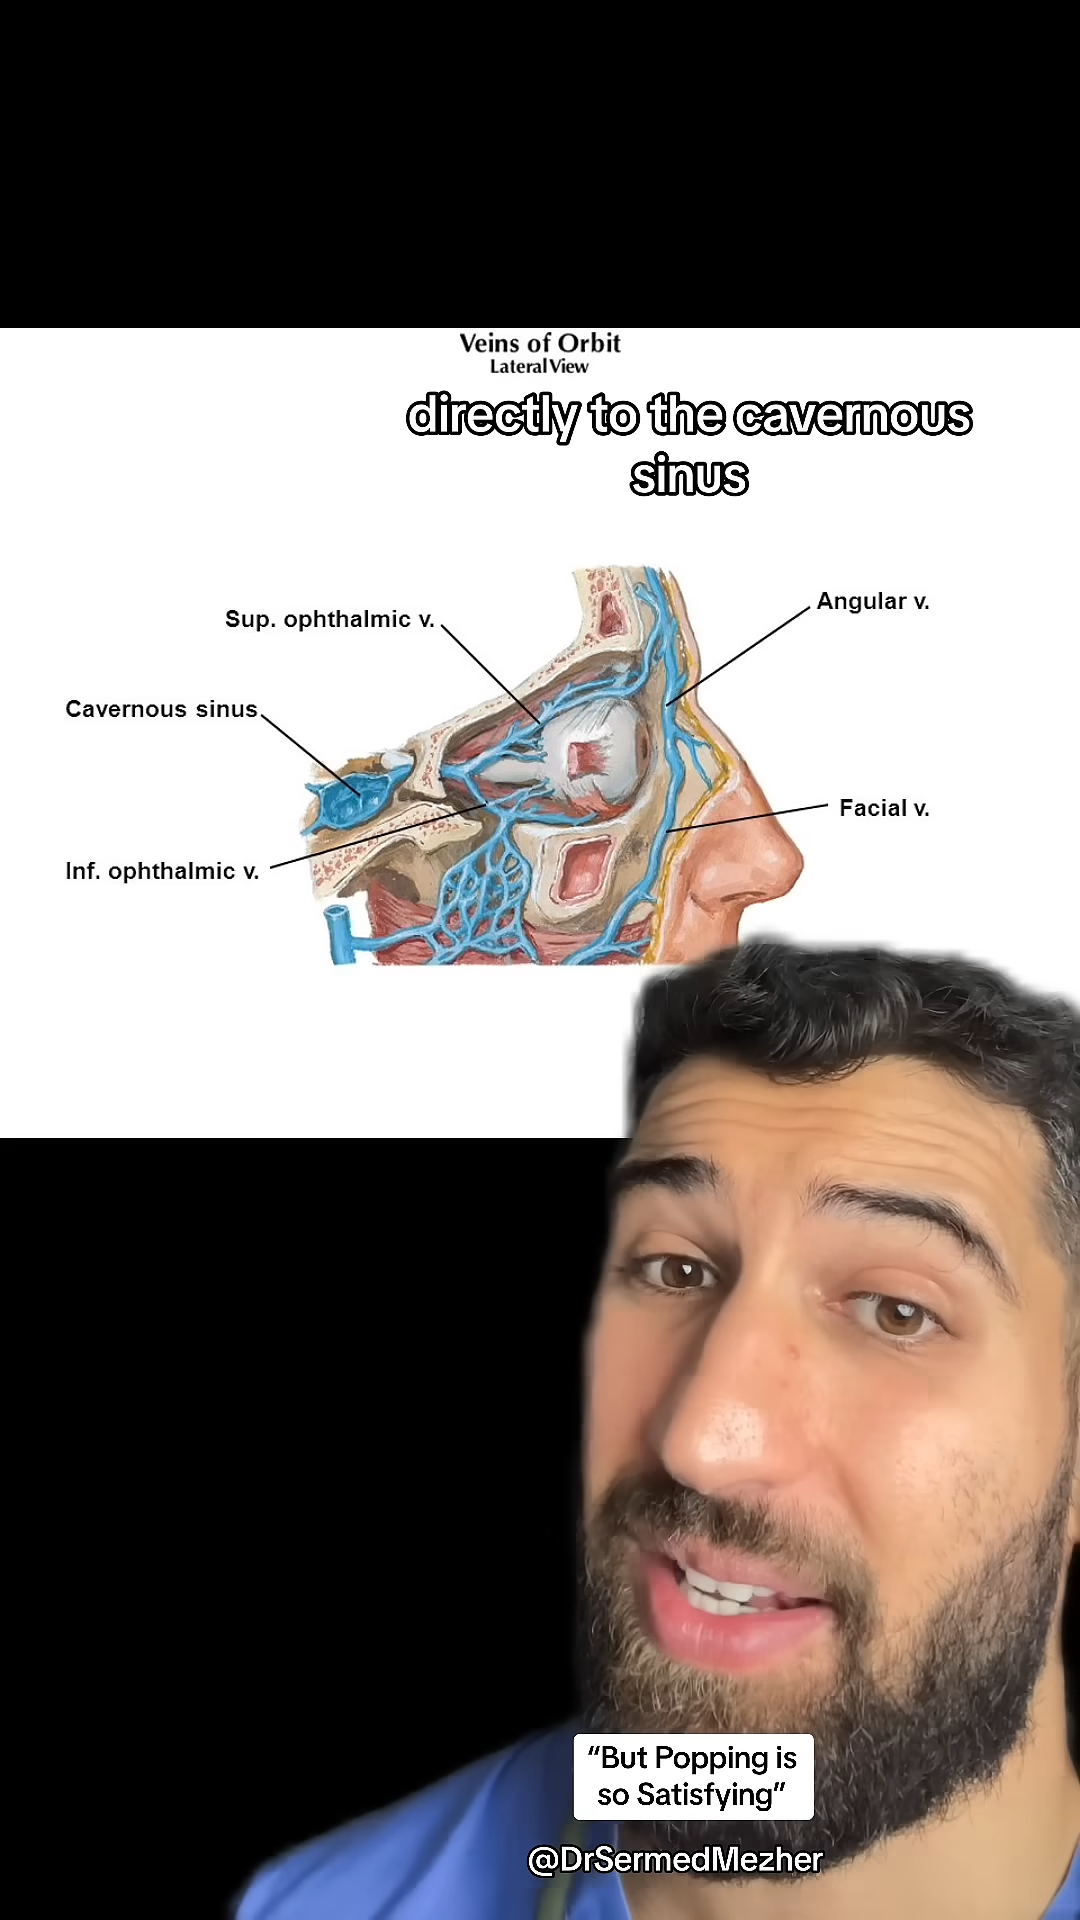 Veins of Orbit
Lateral View
directly to the cavernous
sinus
Sup. ophthalmic v.
Angular v.
Cavernous sinus
Facial v.
Inf. ophthalmic v.
“But Popping is
so Satisfying”
@DrSermedMezher